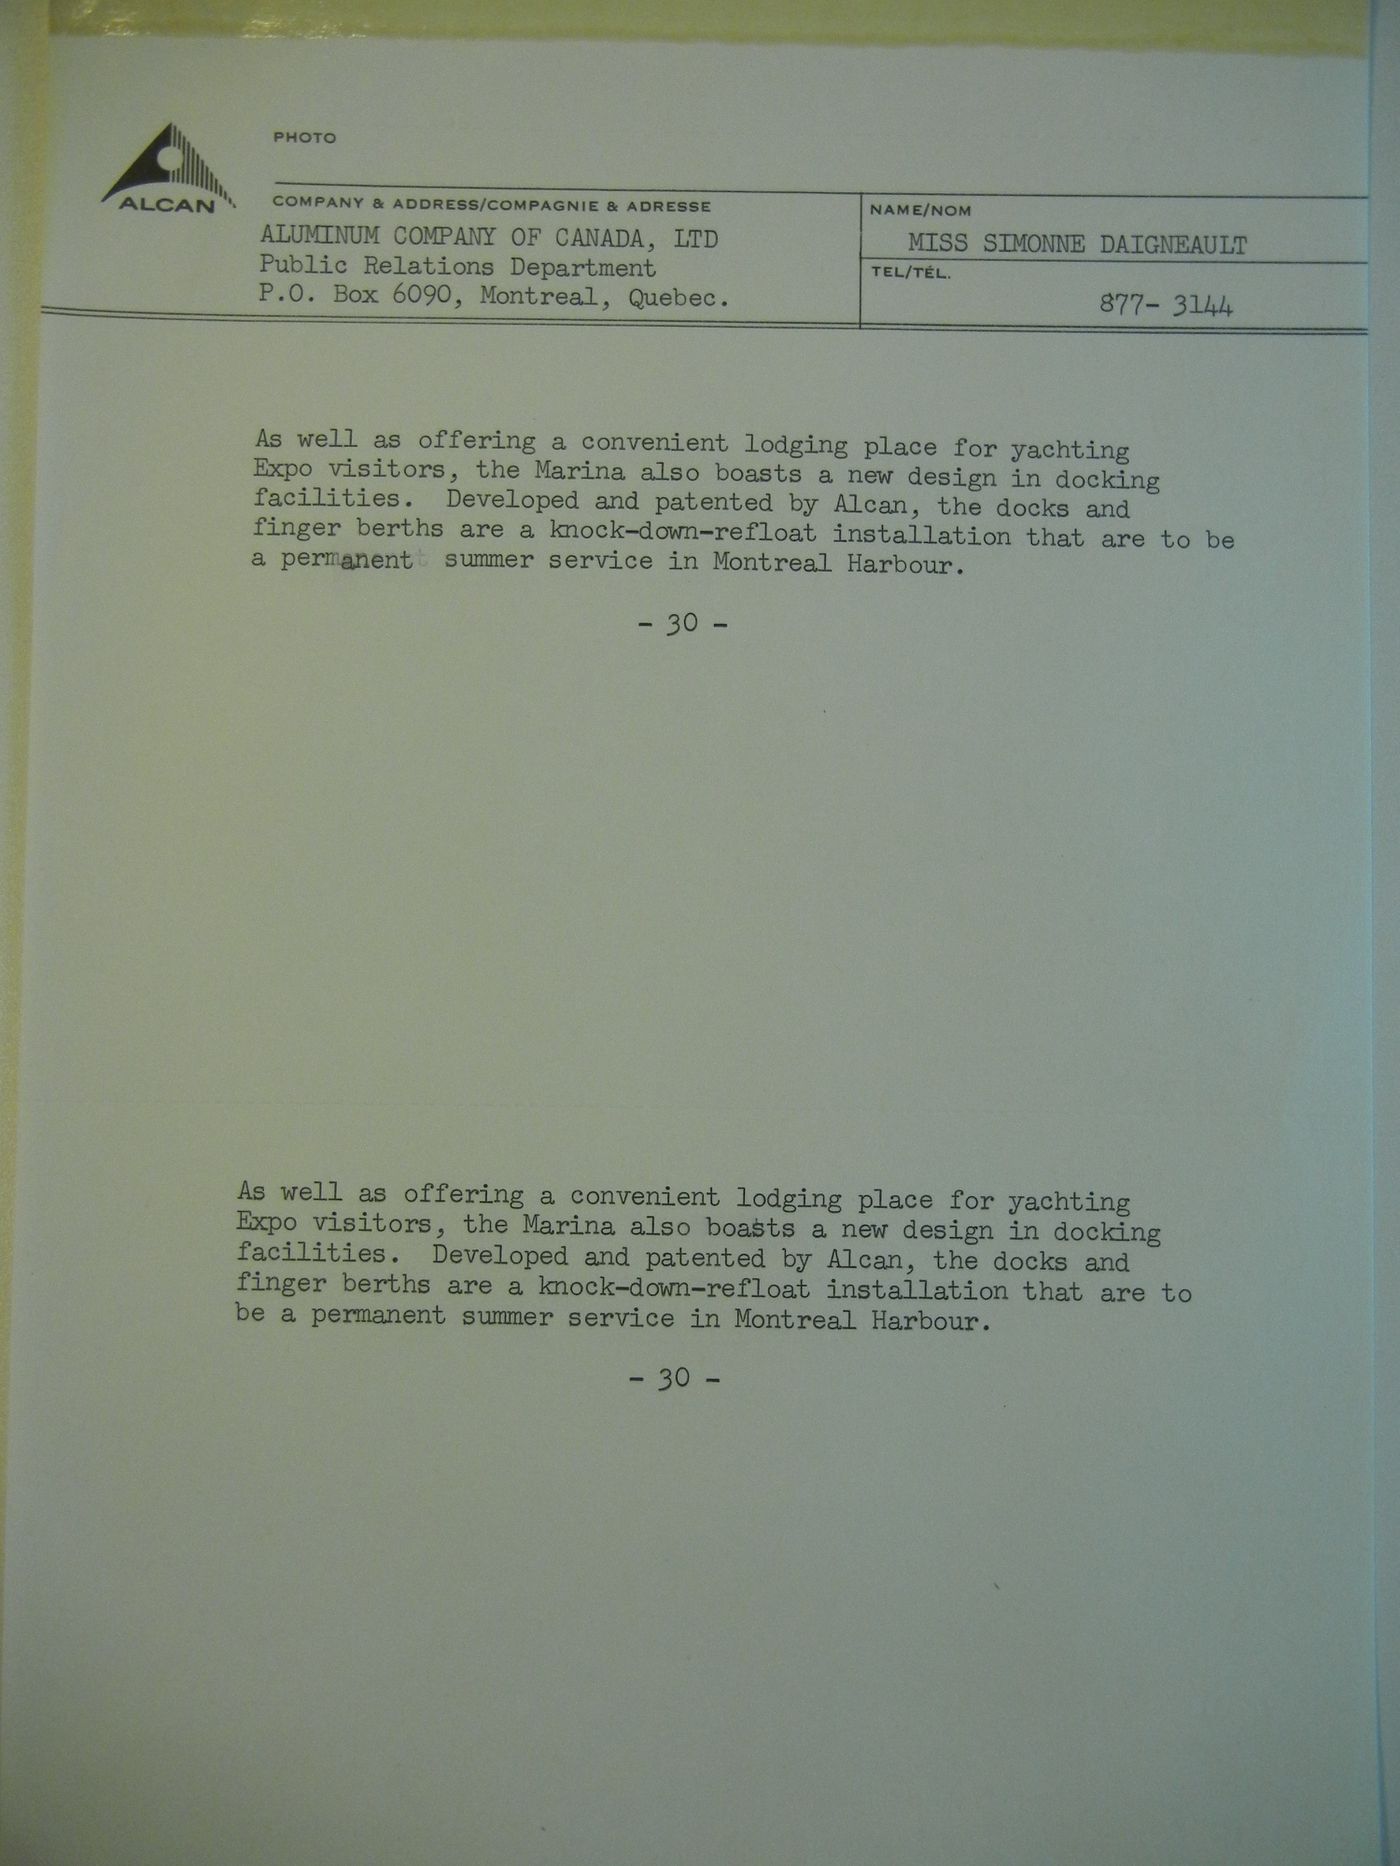 ALCAN
PHOTO
COMPANY & ADDRESS/COMPAGNIE & ADRESSE
ALUMINUM COMPANY OF CANADA, LTD
Public Relations Department
P.O. Box 6090, Montreal, Quebec.
NAME/NOM
MISS SIMONNE DAIGNEAULT
TEL/TÉL.
877- 3144
As well as offering a convenient lodging place for yachting
Expo visitors, the Marina also boasts a new design in docking
facilities. Developed and patented by Alcan, the docks and
finger berths are a knock-down-refloat installation that are to be
a permanent summer service in Montreal Harbour.
- 30 -
As well as offering a convenient lodging place for yachting
Expo visitors, the Marina also boasts a new design in docking
facilities. Developed and patented by Alcan, the docks and
finger berths are a knock-down-refloat installation that are to
be a permanent summer service in Montreal Harbour.
- 30 -